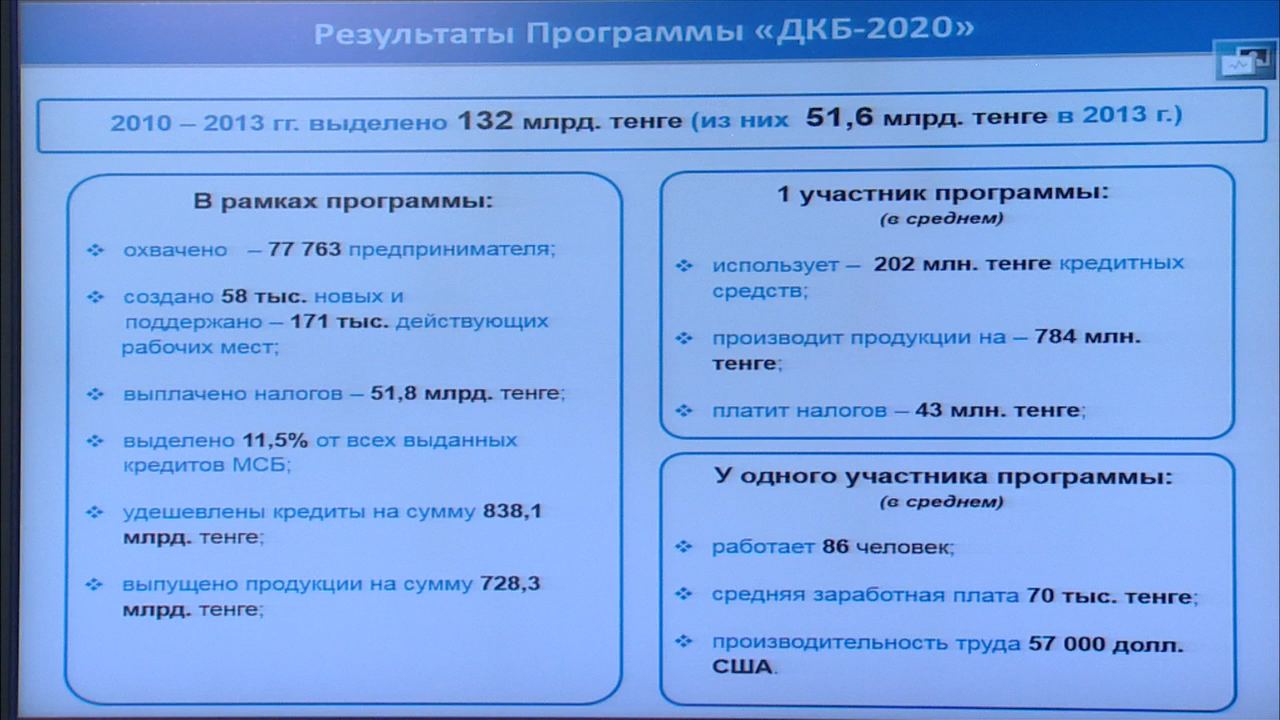 Результаты Программы «ДКБ-2020»
2010 – 2013 гг. выделено 132 млрд. тенге (из них 51,6 млрд. тенге в 2013 г.)
В рамках программы:
охвачено – 77 763 предпринимателя;
создано 58 тыс. новых и
поддержано – 171 тыс. действующих
рабочих мест;
выплачено налогов – 51,8 млрд. тенге;
выделено 11,5% от всех выданных
кредитов МСБ;
удешевлены кредиты на сумму 838,1
млрд. тенге;
выпущено продукции на сумму 728,3
млрд. тенге;
1 участник программы:
(в среднем)
использует – 202 млн. тенге кредитных
средств;
производит продукции на – 784 млн.
тенге;
платит налогов – 43 млн. тенге;
У одного участника программы:
(в среднем)
работает 86 человек;
средняя заработная плата 70 тыс. тенге;
производительность труда 57 000 долл.
США.